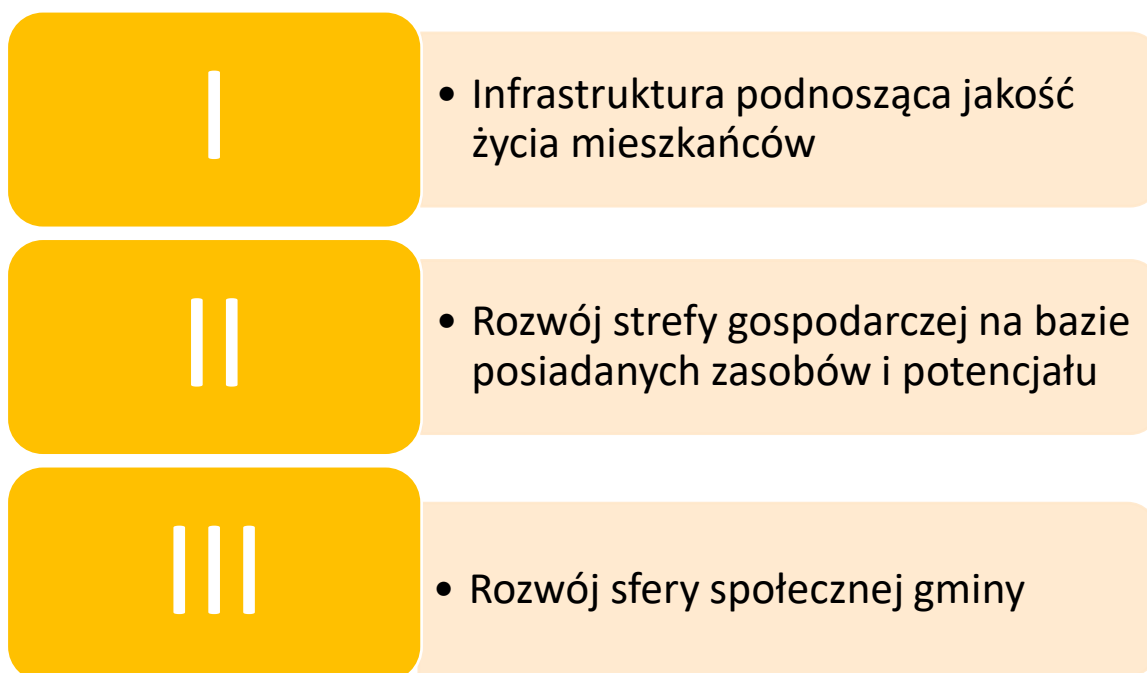 I
• Infrastruktura podnosząca jakość
życia mieszkańców
II
• Rozwój strefy gospodarczej na bazie
posiadanych zasobów i potencjału
III
• Rozwój sfery społecznej gminy